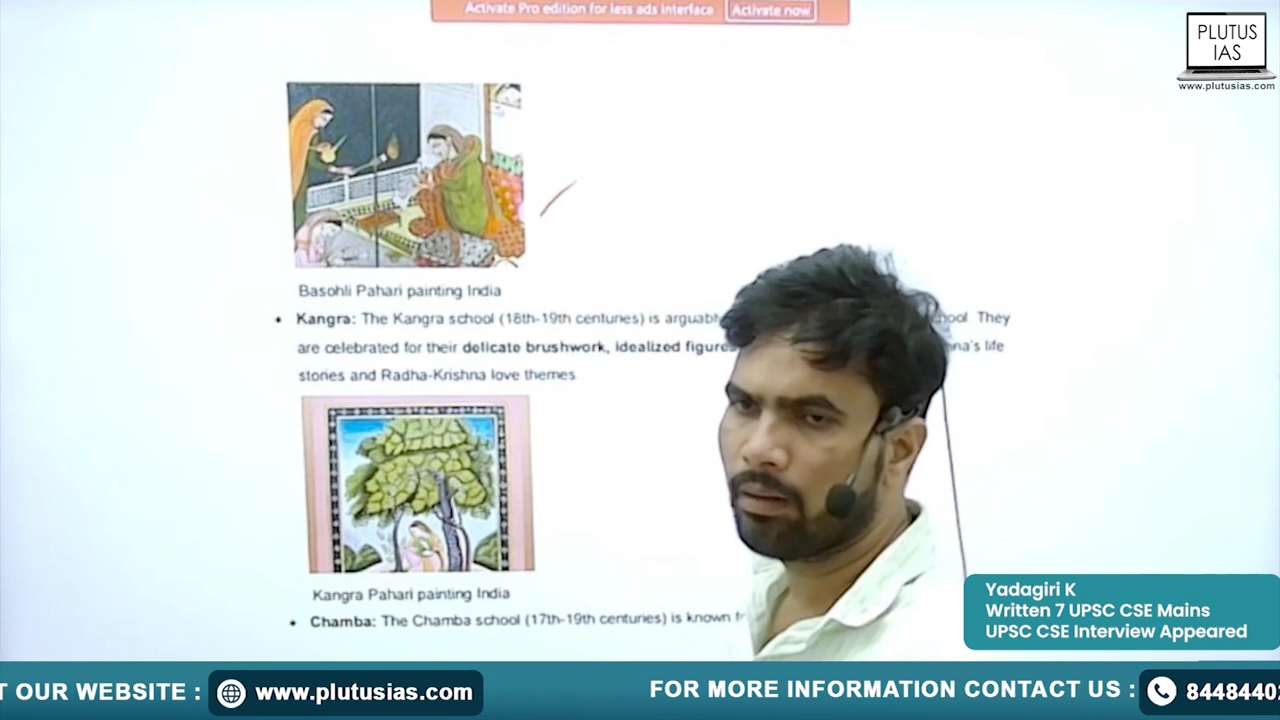 Activate Pro edition for less ads interface Activate now
PLUTUS
IAS
www.plutusias.com
Basohli Pahari painting India
• Kangra: The Kangra school (18th-19th centuries) is They
are celebrated for their delicate brushwork, idealized life
stories and Radha-Krishna love themes
Kangra Pahari painting India
• Chamba: The Chamba school (17th-19th centuries) is known
Yadagiri K
Written 7 UPSC CSE Mains
UPSC CSE Interview Appeared
OUR WEBSITE : www.plutusias.com FOR MORE INFORMATION CONTACT US :